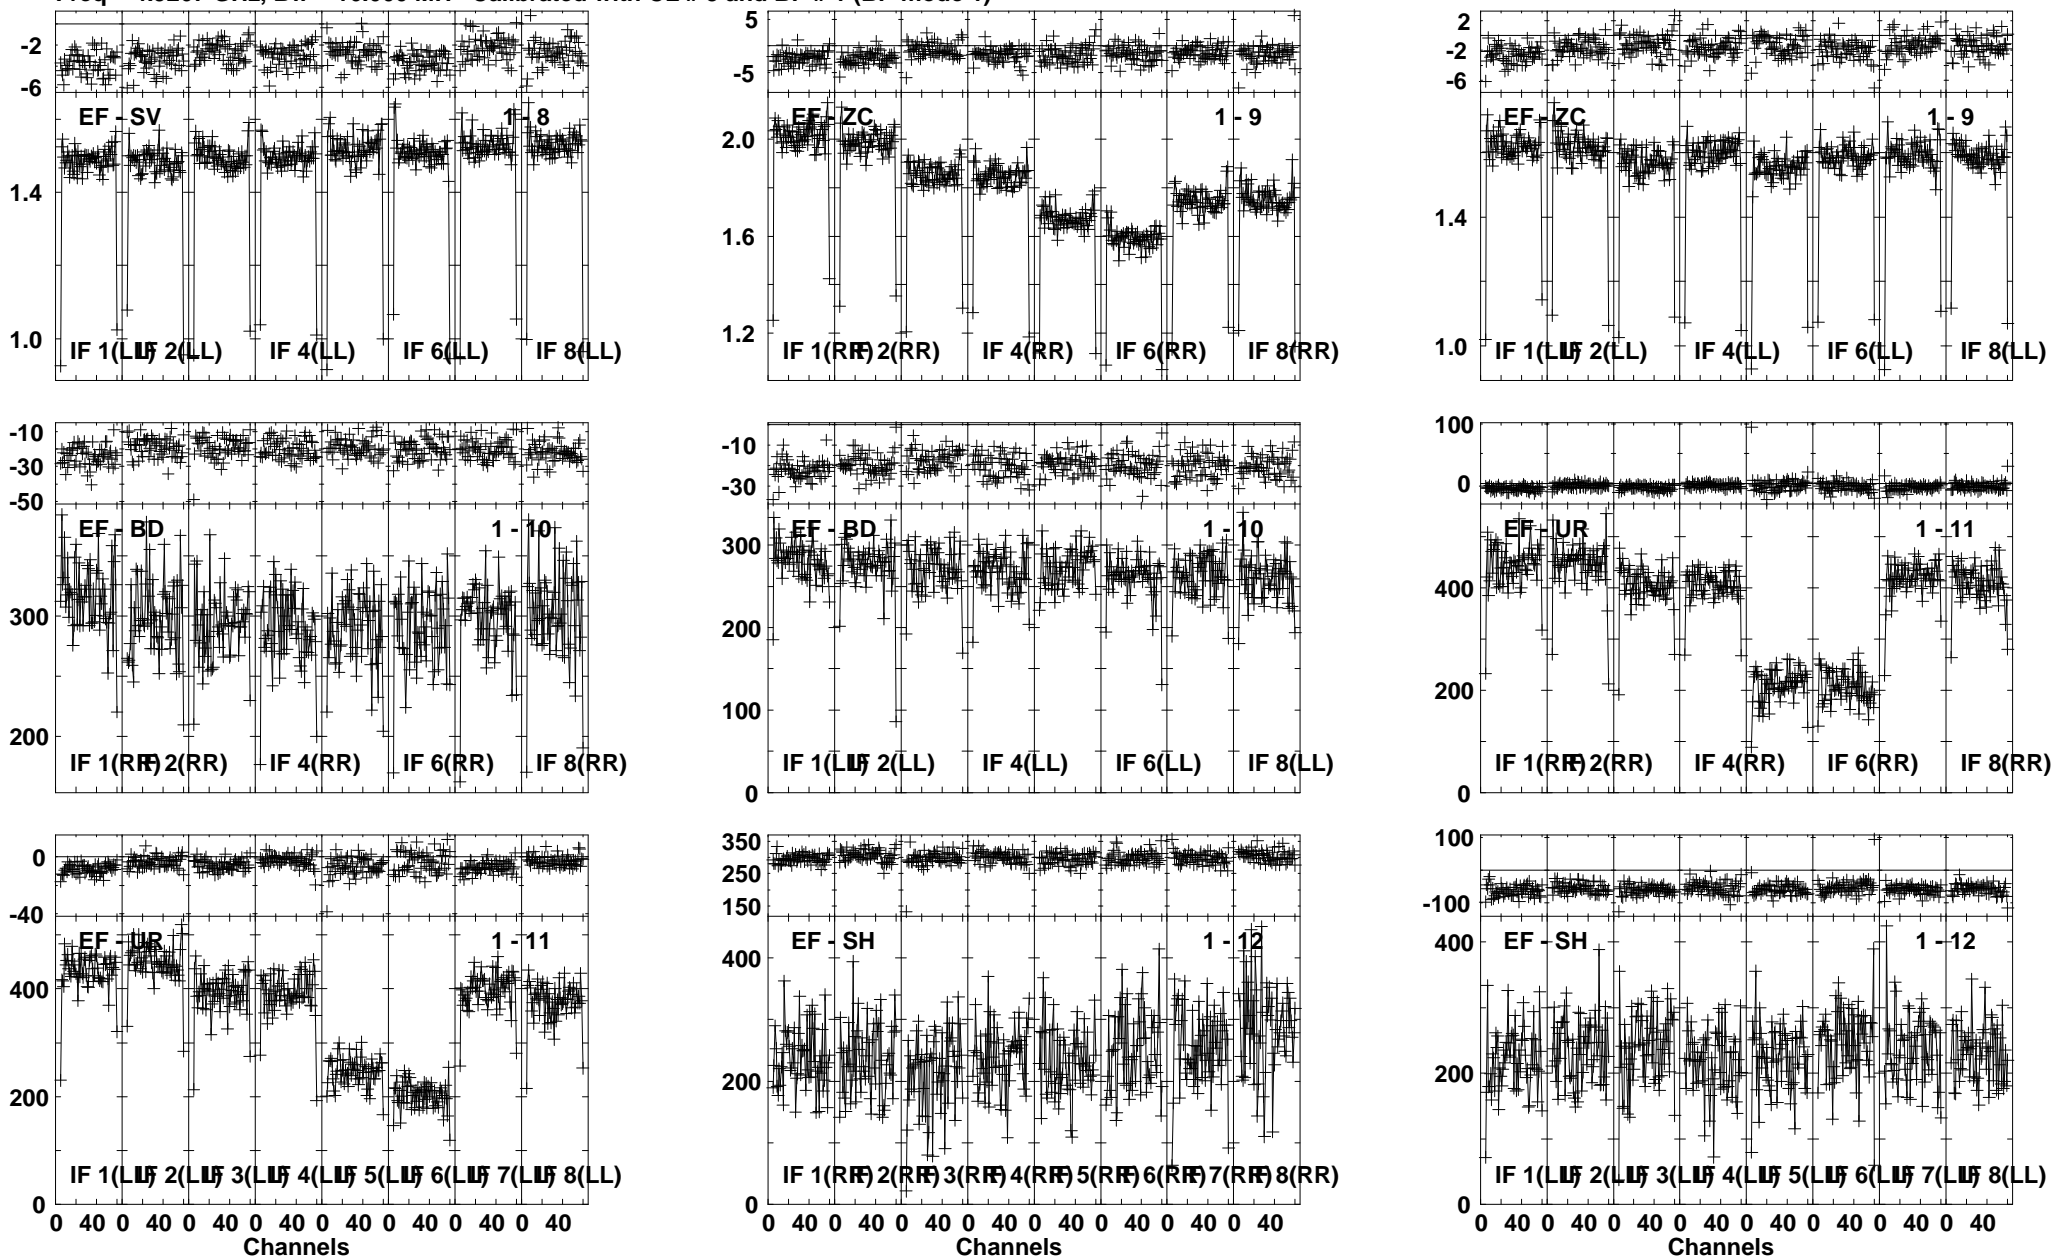 -2
-6
EF - SV 1 - 8
1.4
1.0
IF 1(LL) IF 2(LL) IF 4(LL) IF 6(LL) IF 8(LL)
5
-5
EF - ZC 1 - 9
2.0
1.6
1.2
IF 1(RR) IF 2(RR) IF 4(RR) IF 6(RR) IF 8(RR)
2
-2
-6
EF - ZC 1 - 9
1.4
1.0
IF 1(LL) IF 2(LL) IF 4(LL) IF 6(LL) IF 8(LL)
-10
-30
-50
EF - BD 1 - 10
300
200
IF 1(RR) IF 2(RR) IF 4(RR) IF 6(RR) IF 8(RR)
-10
-30
EF - BD 1 - 10
300
200
100
0
IF 1(LL) IF 2(LL) IF 4(LL) IF 6(LL) IF 8(LL)
100
0
EF - UR 1 - 11
400
200
0
IF 1(RR) IF 2(RR) IF 4(RR) IF 6(RR) IF 8(RR)
0
-40
EF - UR 1 - 11
400
200
0
IF 1(LL) IF 2(LL) IF 3(LL) IF 4(LL) IF 5(LL) IF 6(LL) IF 7(LL) IF 8(LL)
0 40 0 40 0 40 0 40 0 40 0 40 0 40 0 40
Channels
350
250
150
EF - SH 1 - 12
400
200
0
IF 1(RR) IF 2(RR) IF 3(RR) IF 4(RR) IF 5(RR) IF 6(RR) IF 7(RR) IF 8(RR)
0 40 0 40 0 40 0 40 0 40 0 40 0 40 0 40
Channels
100
-100
EF - SH 1 - 12
400
200
0
IF 1(LL) IF 2(LL) IF 3(LL) IF 4(LL) IF 5(LL) IF 6(LL) IF 7(LL) IF 8(LL)
0 40 0 40 0 40 0 40 0 40 0 40 0 40 0 40
Channels